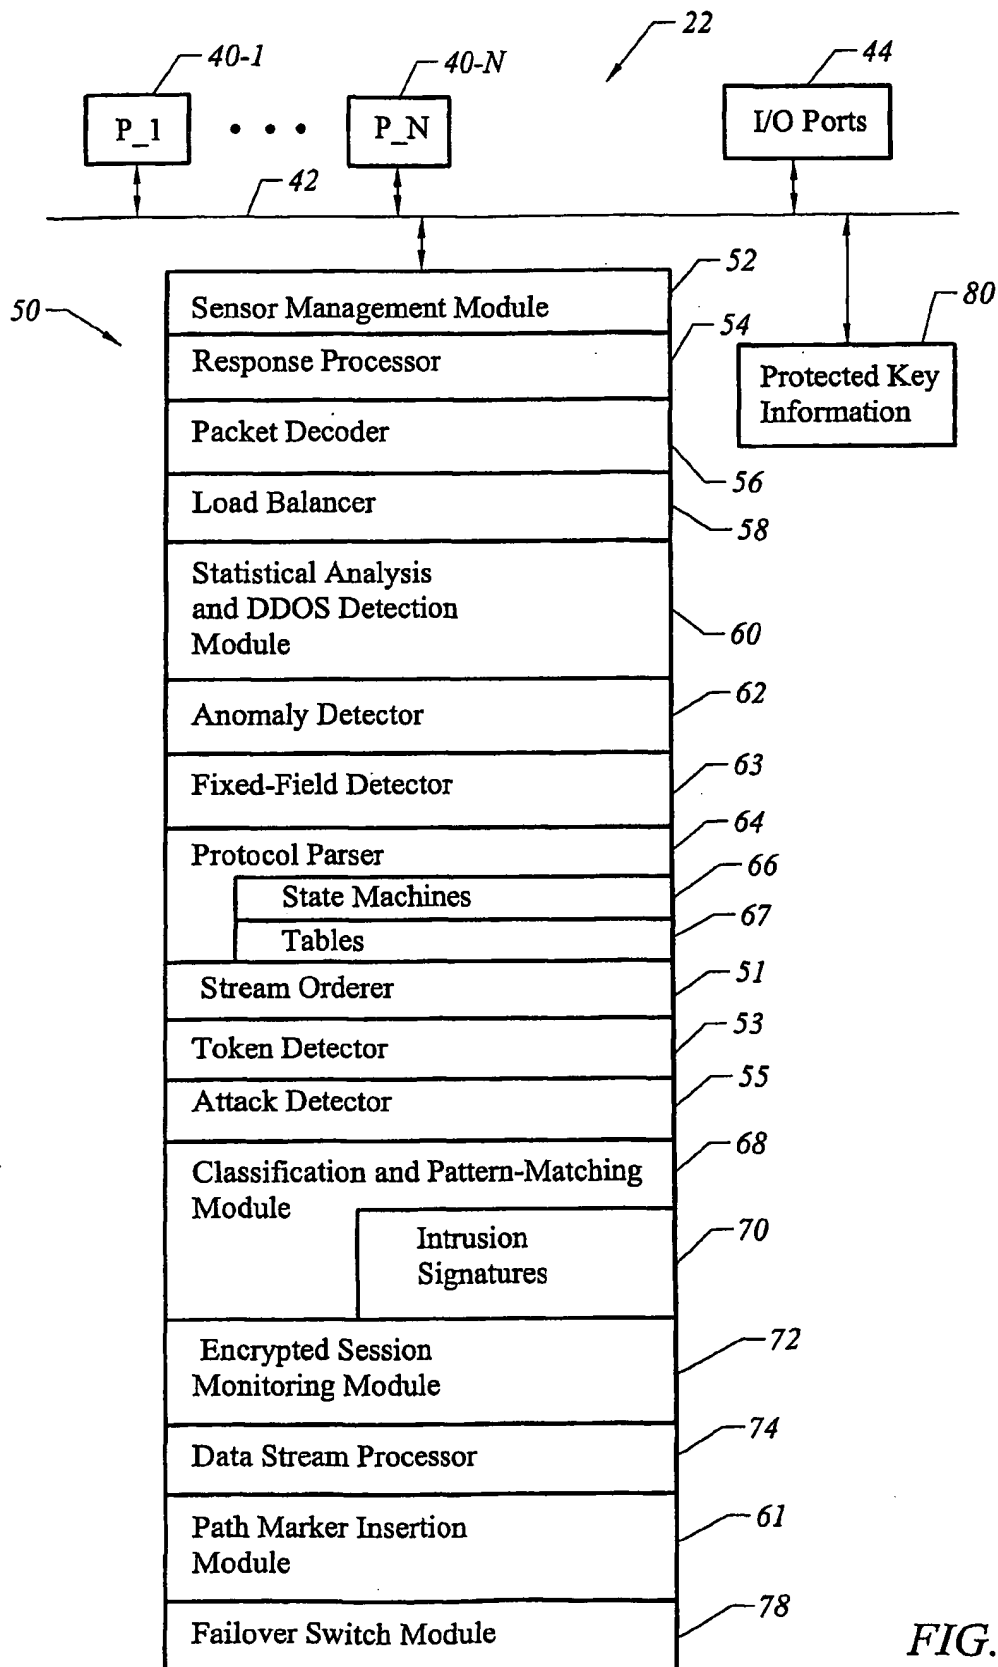 22
40-1
40-N
44
P_1
P_N
I/O Ports
42
50
52
Sensor Management Module
54
Response Processor
80
Protected Key
Information
Packet Decoder
56
Load Balancer
58
Statistical Analysis
and DDOS Detection
Module
60
Anomaly Detector
62
Fixed-Field Detector
63
Protocol Parser
64
State Machines
66
Tables
67
Stream Orderer
51
Token Detector
53
Attack Detector
55
Classification and Pattern-Matching
Module
68
Intrusion
Signatures
70
Encrypted Session
Monitoring Module
72
Data Stream Processor
74
Path Marker Insertion
Module
61
Failover Switch Module
78
FIG.